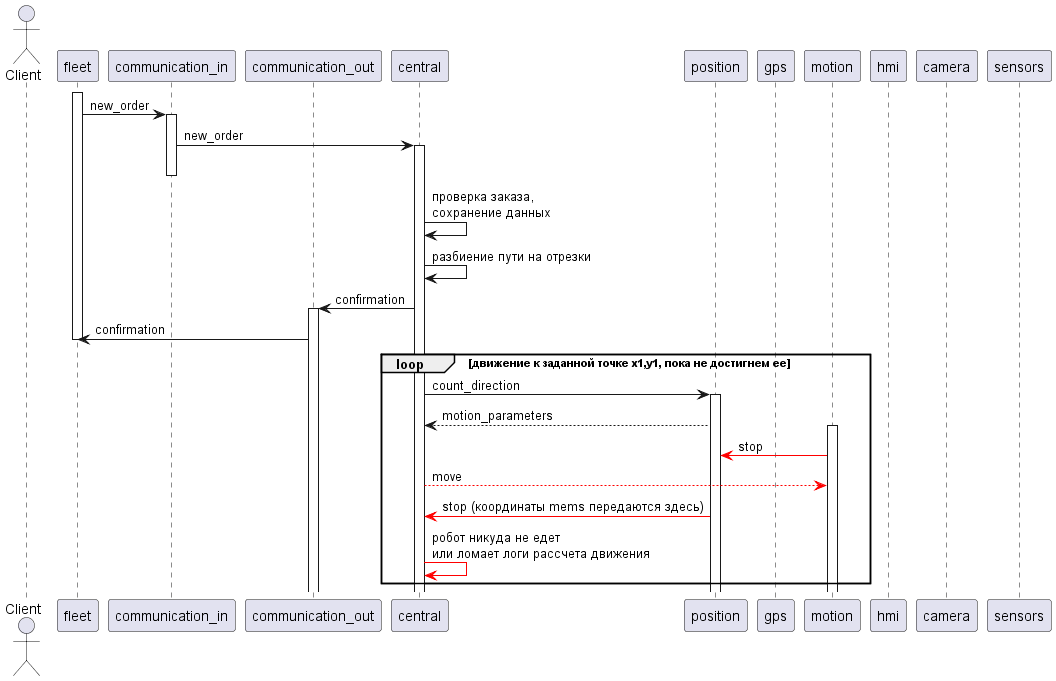 Client
fleet
communication_in
communication_out
central
position
gps
motion
hmi
camera
sensors
new_order
new_order
проверка заказа,
сохранение данных
разбиение пути на отрезки
confirmation
confirmation
loop
[движение к заданной точке x1,y1, пока не достигнем ее]
count_direction
motion_parameters
stop
move
stop (координаты mems передаются здесь)
робот никуда не едет
или ломает логи рассчета движения
Client
fleet
communication_in
communication_out
central
position
gps
motion
hmi
camera
sensors